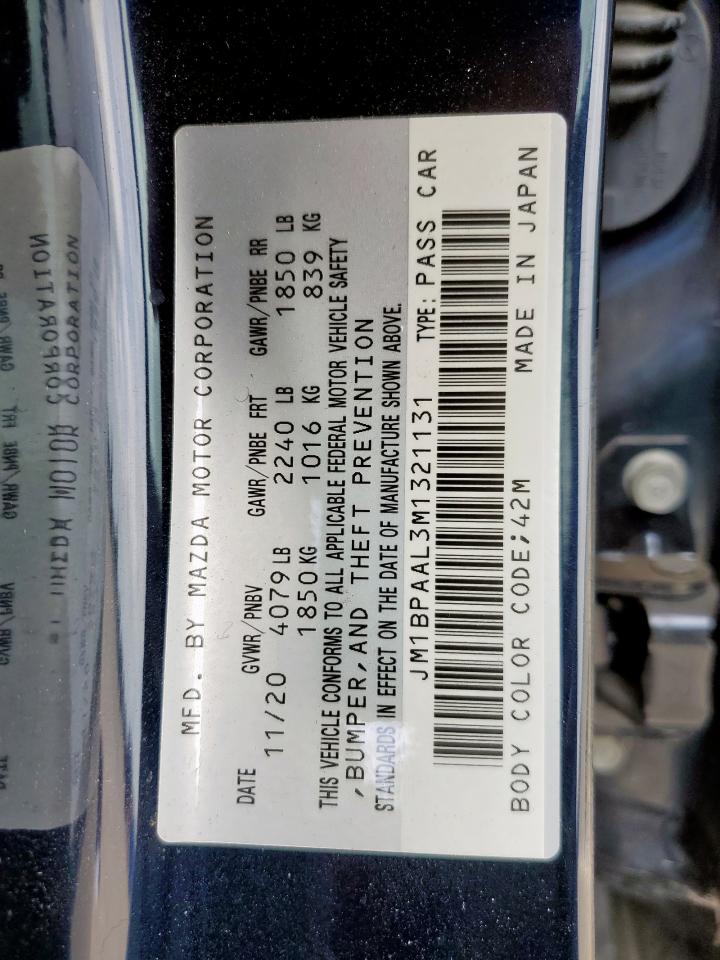 MFD. BY MAZDA MOTOR CORPORATION
DATE GVWR/PNBV GAWR/PNBE FRT GAWR/PNBE RR
11/20 4079 LB 2240 LB 1850 LB
1850 KG 1016 KG 839 KG
THIS VEHICLE CONFORMS TO ALL APPLICABLE FEDERAL MOTOR VEHICLE SAFETY
,BUMPER,AND THEFT PREVENTION
STANDARDS IN EFFECT ON THE DATE OF MANUFACTURE SHOWN ABOVE.
JM1BPAAL3M1321131 TYPE: PASS CAR
BODY COLOR CODE;42M MADE IN JAPAN